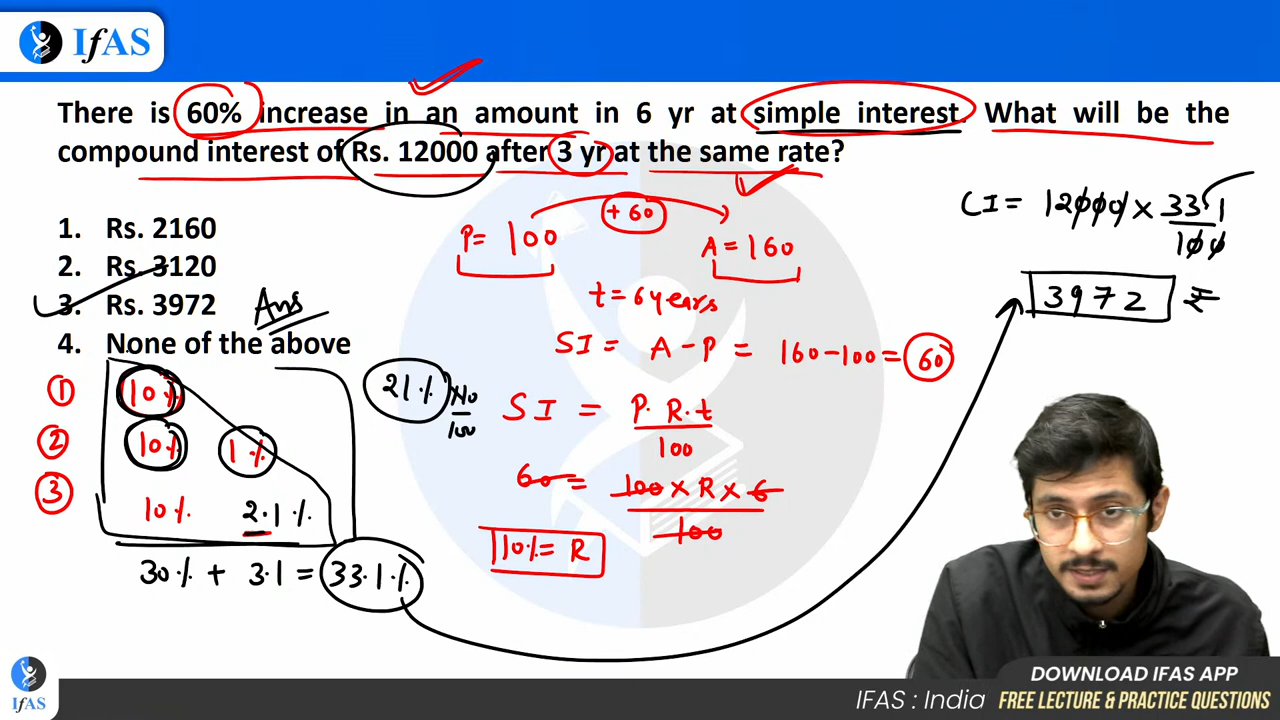 IfAS
There is 60% increase in an amount in 6 yr at simple interest. What will be the
compound interest of Rs. 12000 after 3 yr at the same rate?
1. Rs. 2160
2. Rs. 3120
3. Rs. 3972 Ans
4. None of the above
① 10%
② 10% 1%
③ 10% 2.1%
30% + 3.1 = 33.1%
21%
+ 60
P = 100 A = 160
t = 6 years
SI = A - P = 160-100 = 60
SI = P. R. t
100
60 = 100 x R x 6
100
10% = R
CI = 12000 x 33.1
100
3972 ₹
DOWNLOAD IFAS APP
IFAS : India FREE LECTURE & PRACTICE QUESTIONS
IfAS